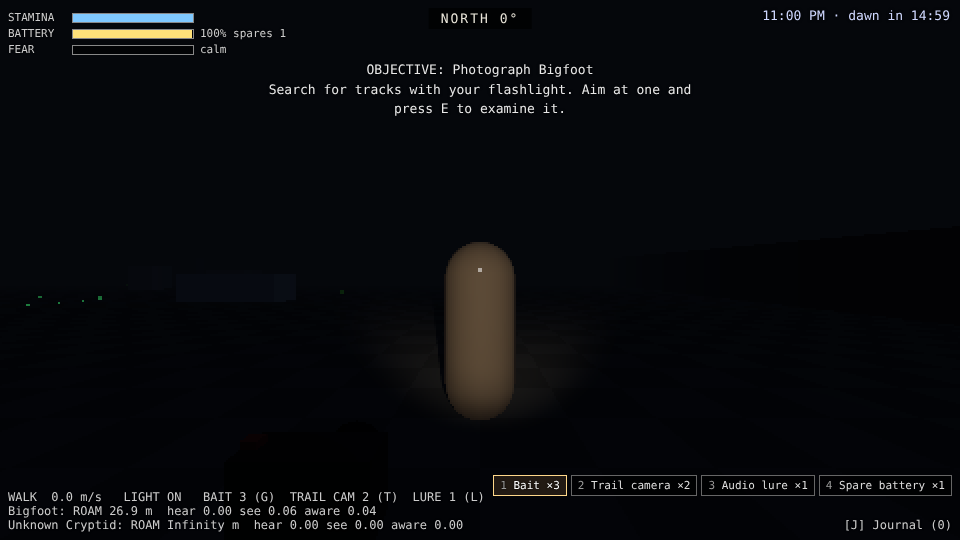 STAMINA
BATTERY 100% spares 1
FEAR calm
NORTH 0°
11:00 PM · dawn in 14:59
OBJECTIVE: Photograph Bigfoot
Search for tracks with your flashlight. Aim at one and
press E to examine it.
1 Bait ×3 2 Trail camera ×2 3 Audio lure ×1 4 Spare battery ×1
WALK 0.0 m/s LIGHT ON BAIT 3 (G) TRAIL CAM 2 (T) LURE 1 (L)
Bigfoot: ROAM 26.9 m hear 0.00 see 0.06 aware 0.04
Unknown Cryptid: ROAM Infinity m hear 0.00 see 0.00 aware 0.00
[J] Journal (0)